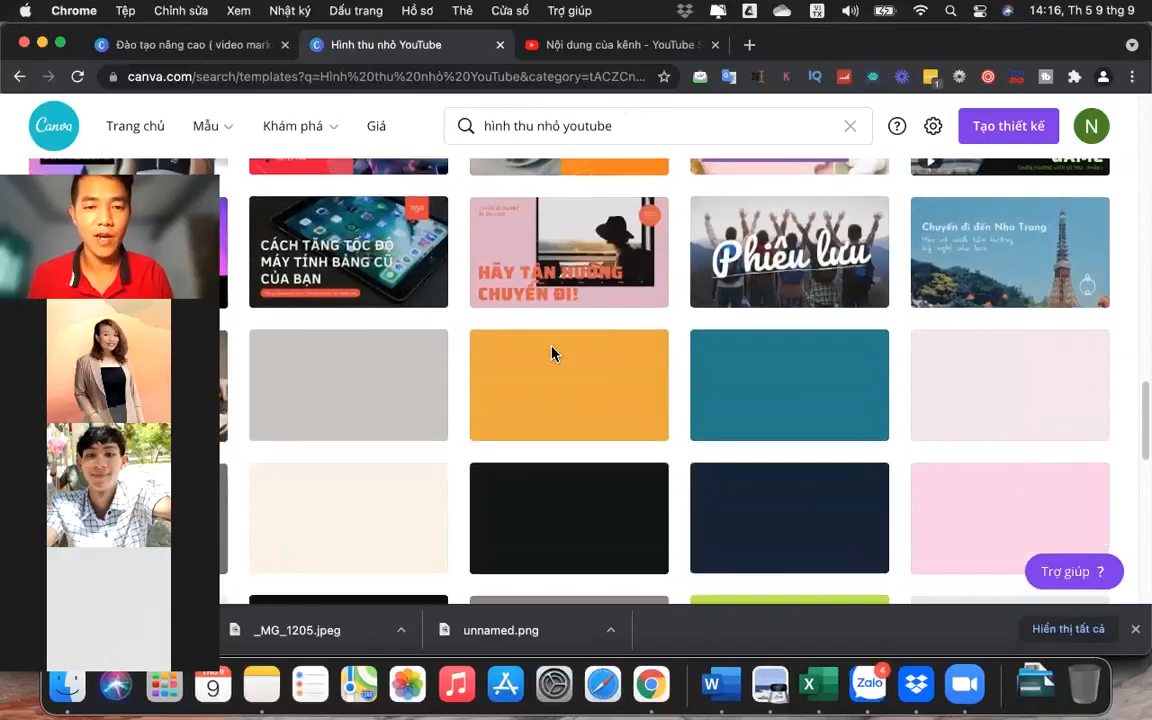 Chrome Tệp Chỉnh sửa Xem Nhật ký Dấu trang Hồ sơ Thẻ Cửa sổ Trợ giúp
14:16, Th 5 9 thg 9
Đào tạo nâng cao ( video mark
Hình thu nhỏ YouTube
Nội dung của kênh - YouTube S
canva.com/search/templates?q=Hình%20thu%20nhỏ%20YouTube&category=tACZCn...
Canva
Trang chủ
Mẫu
Khám phá
Giá
hình thu nhỏ youtube
Tạo thiết kế
N
GAME
CÁCH TĂNG TỐC ĐỘ
MÁY TÍNH BẢNG CŨ
CỦA BẠN
HÃY TẬN HƯỞNG
CHUYẾN ĐI!
Phiêu lưu
Chuyến đi đến Nha Trang
Trợ giúp ?
_MG_1205.jpeg
unnamed.png
Hiển thị tất cả
9
W
X
Zalo
4